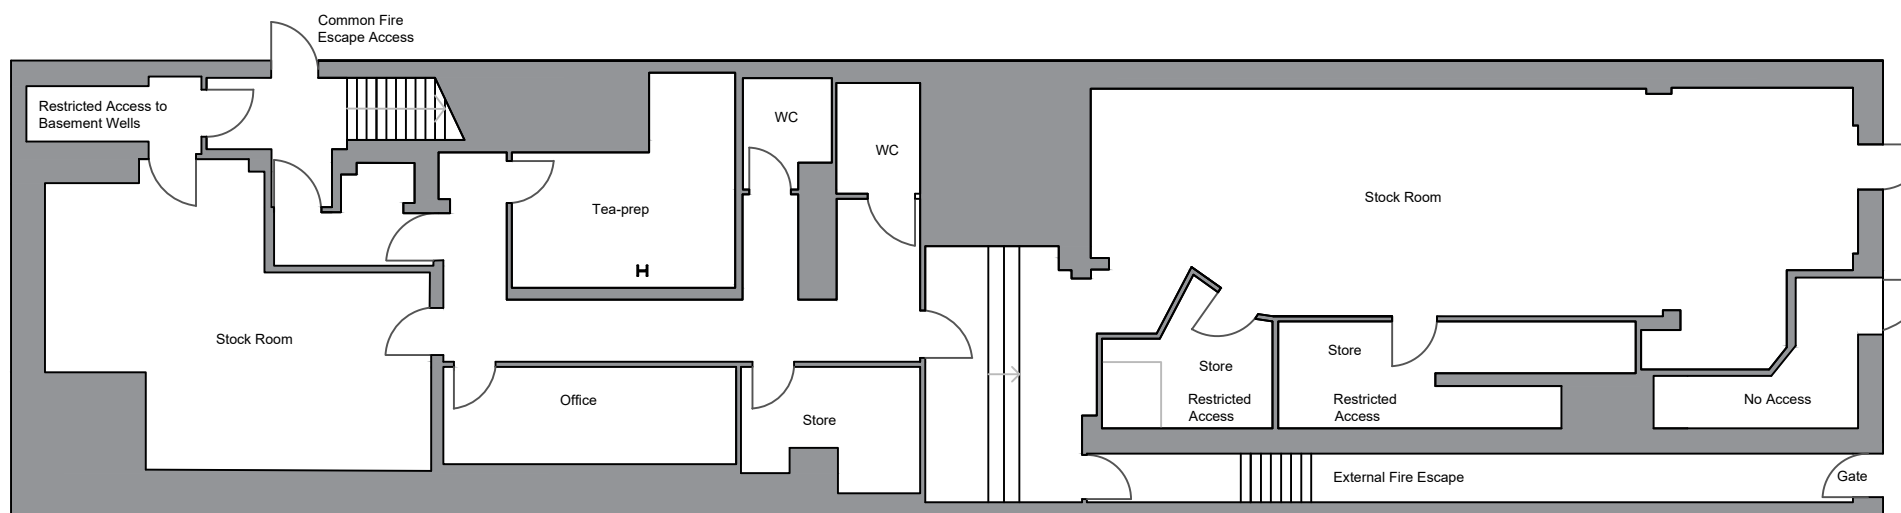 Common Fire
Escape Access
Restricted Access to
Basement Wells
WC
WC
Tea-prep
Stock Room
Stock Room
Store
Store
Restricted
Access
Restricted
Access
No Access
Office
Store
External Fire Escape
Gate